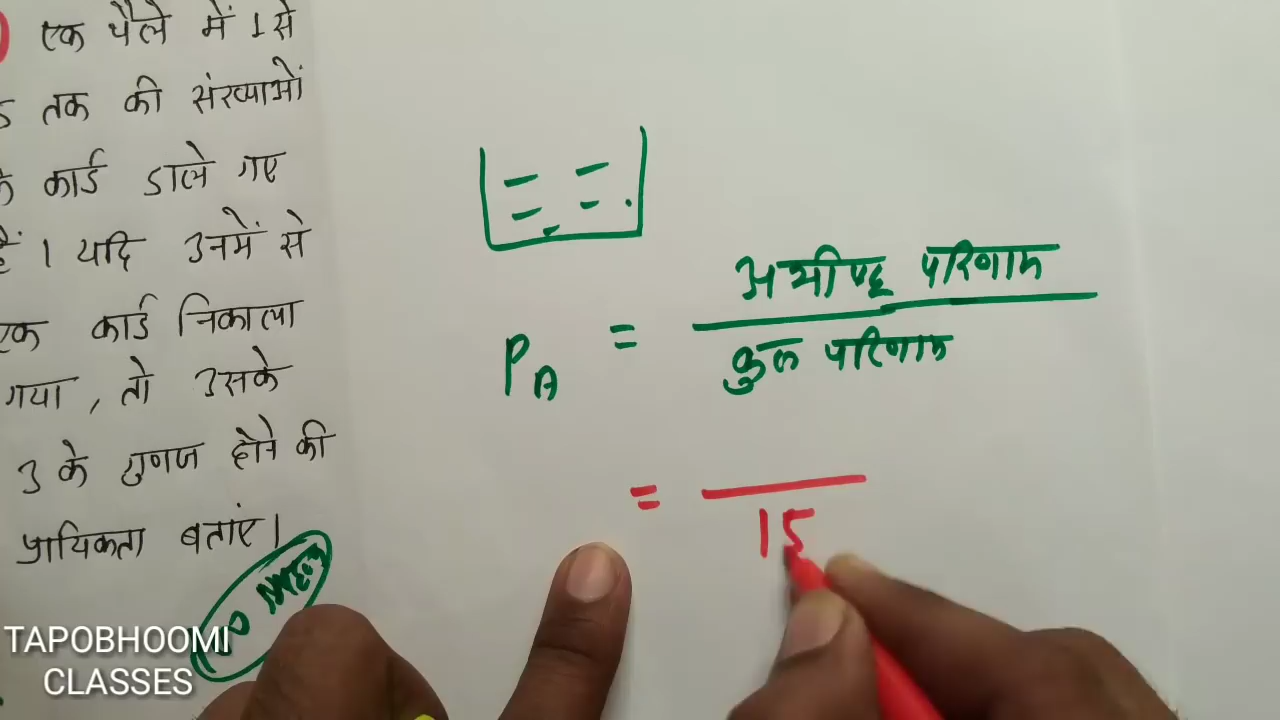 एक थैले में 1 से
5 तक की संख्याओं
के कार्ड डाले गए
हैं । यदि उनमें से
एक कार्ड निकाला
गया , तो उसके
3 के गुणज होने की
प्रायिकता बताएं ।
P_A = अभीष्ट परिणाम
कुल परिणाम
=
15
TAPOBHOOMI
CLASSES